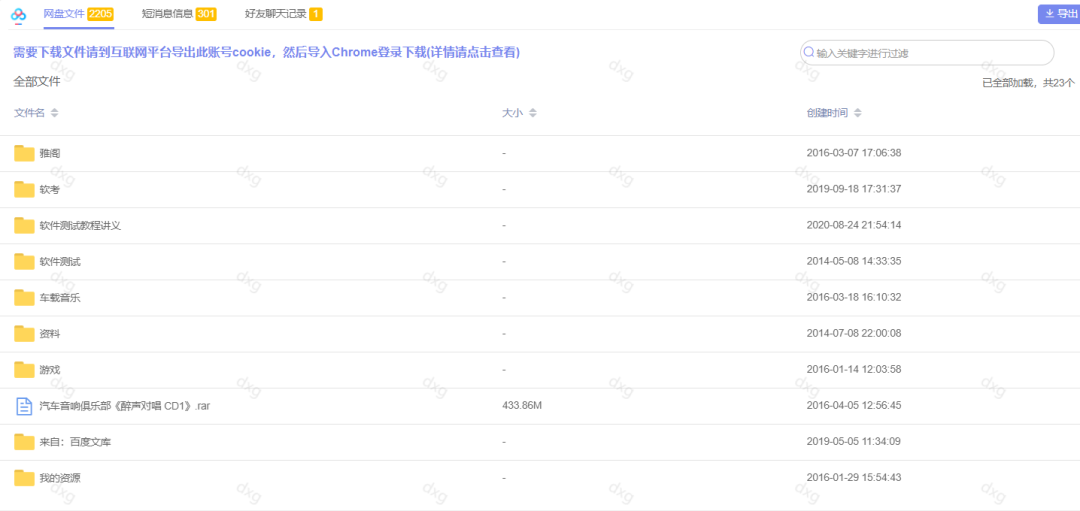 网盘文件 2205 短消息信息 301 好友聊天记录 1 导出
需要下载文件请到互联网平台导出此账号cookie，然后导入Chrome登录下载(详情请点击查看) 输入关键字进行过滤
全部文件 已全部加载，共23个
文件名 大小 创建时间
雅阁 - 2016-03-07 17:06:38
软考 - 2019-09-18 17:31:37
软件测试教程讲义 - 2020-08-24 21:54:14
软件测试 - 2014-05-08 14:33:35
车载音乐 - 2016-03-18 16:10:32
资料 - 2014-07-08 22:00:08
游戏 - 2016-01-14 12:03:58
汽车音响俱乐部《醉声对唱 CD1》.rar 433.86M 2016-04-05 12:56:45
来自：百度文库 - 2019-05-05 11:34:09
我的资源 - 2016-01-29 15:54:43
dxg dxg dxg dxg dxg dxg
dxg dxg dxg dxg dxg dxg
dxg dxg dxg dxg dxg dxg
dxg dxg dxg dxg dxg dxg
dxg dxg dxg dxg dxg dxg